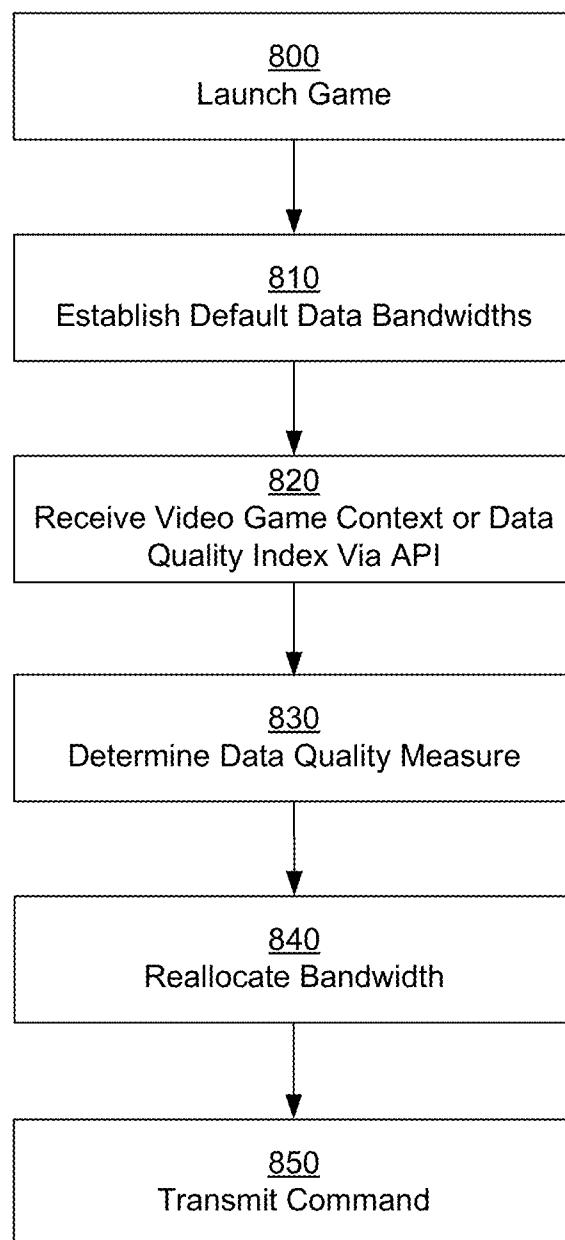 800
Launch Game
810
Establish Default Data Bandwidths
820
Receive Video Game Context or Data
Quality Index Via API
830
Determine Data Quality Measure
840
Reallocate Bandwidth
850
Transmit Command